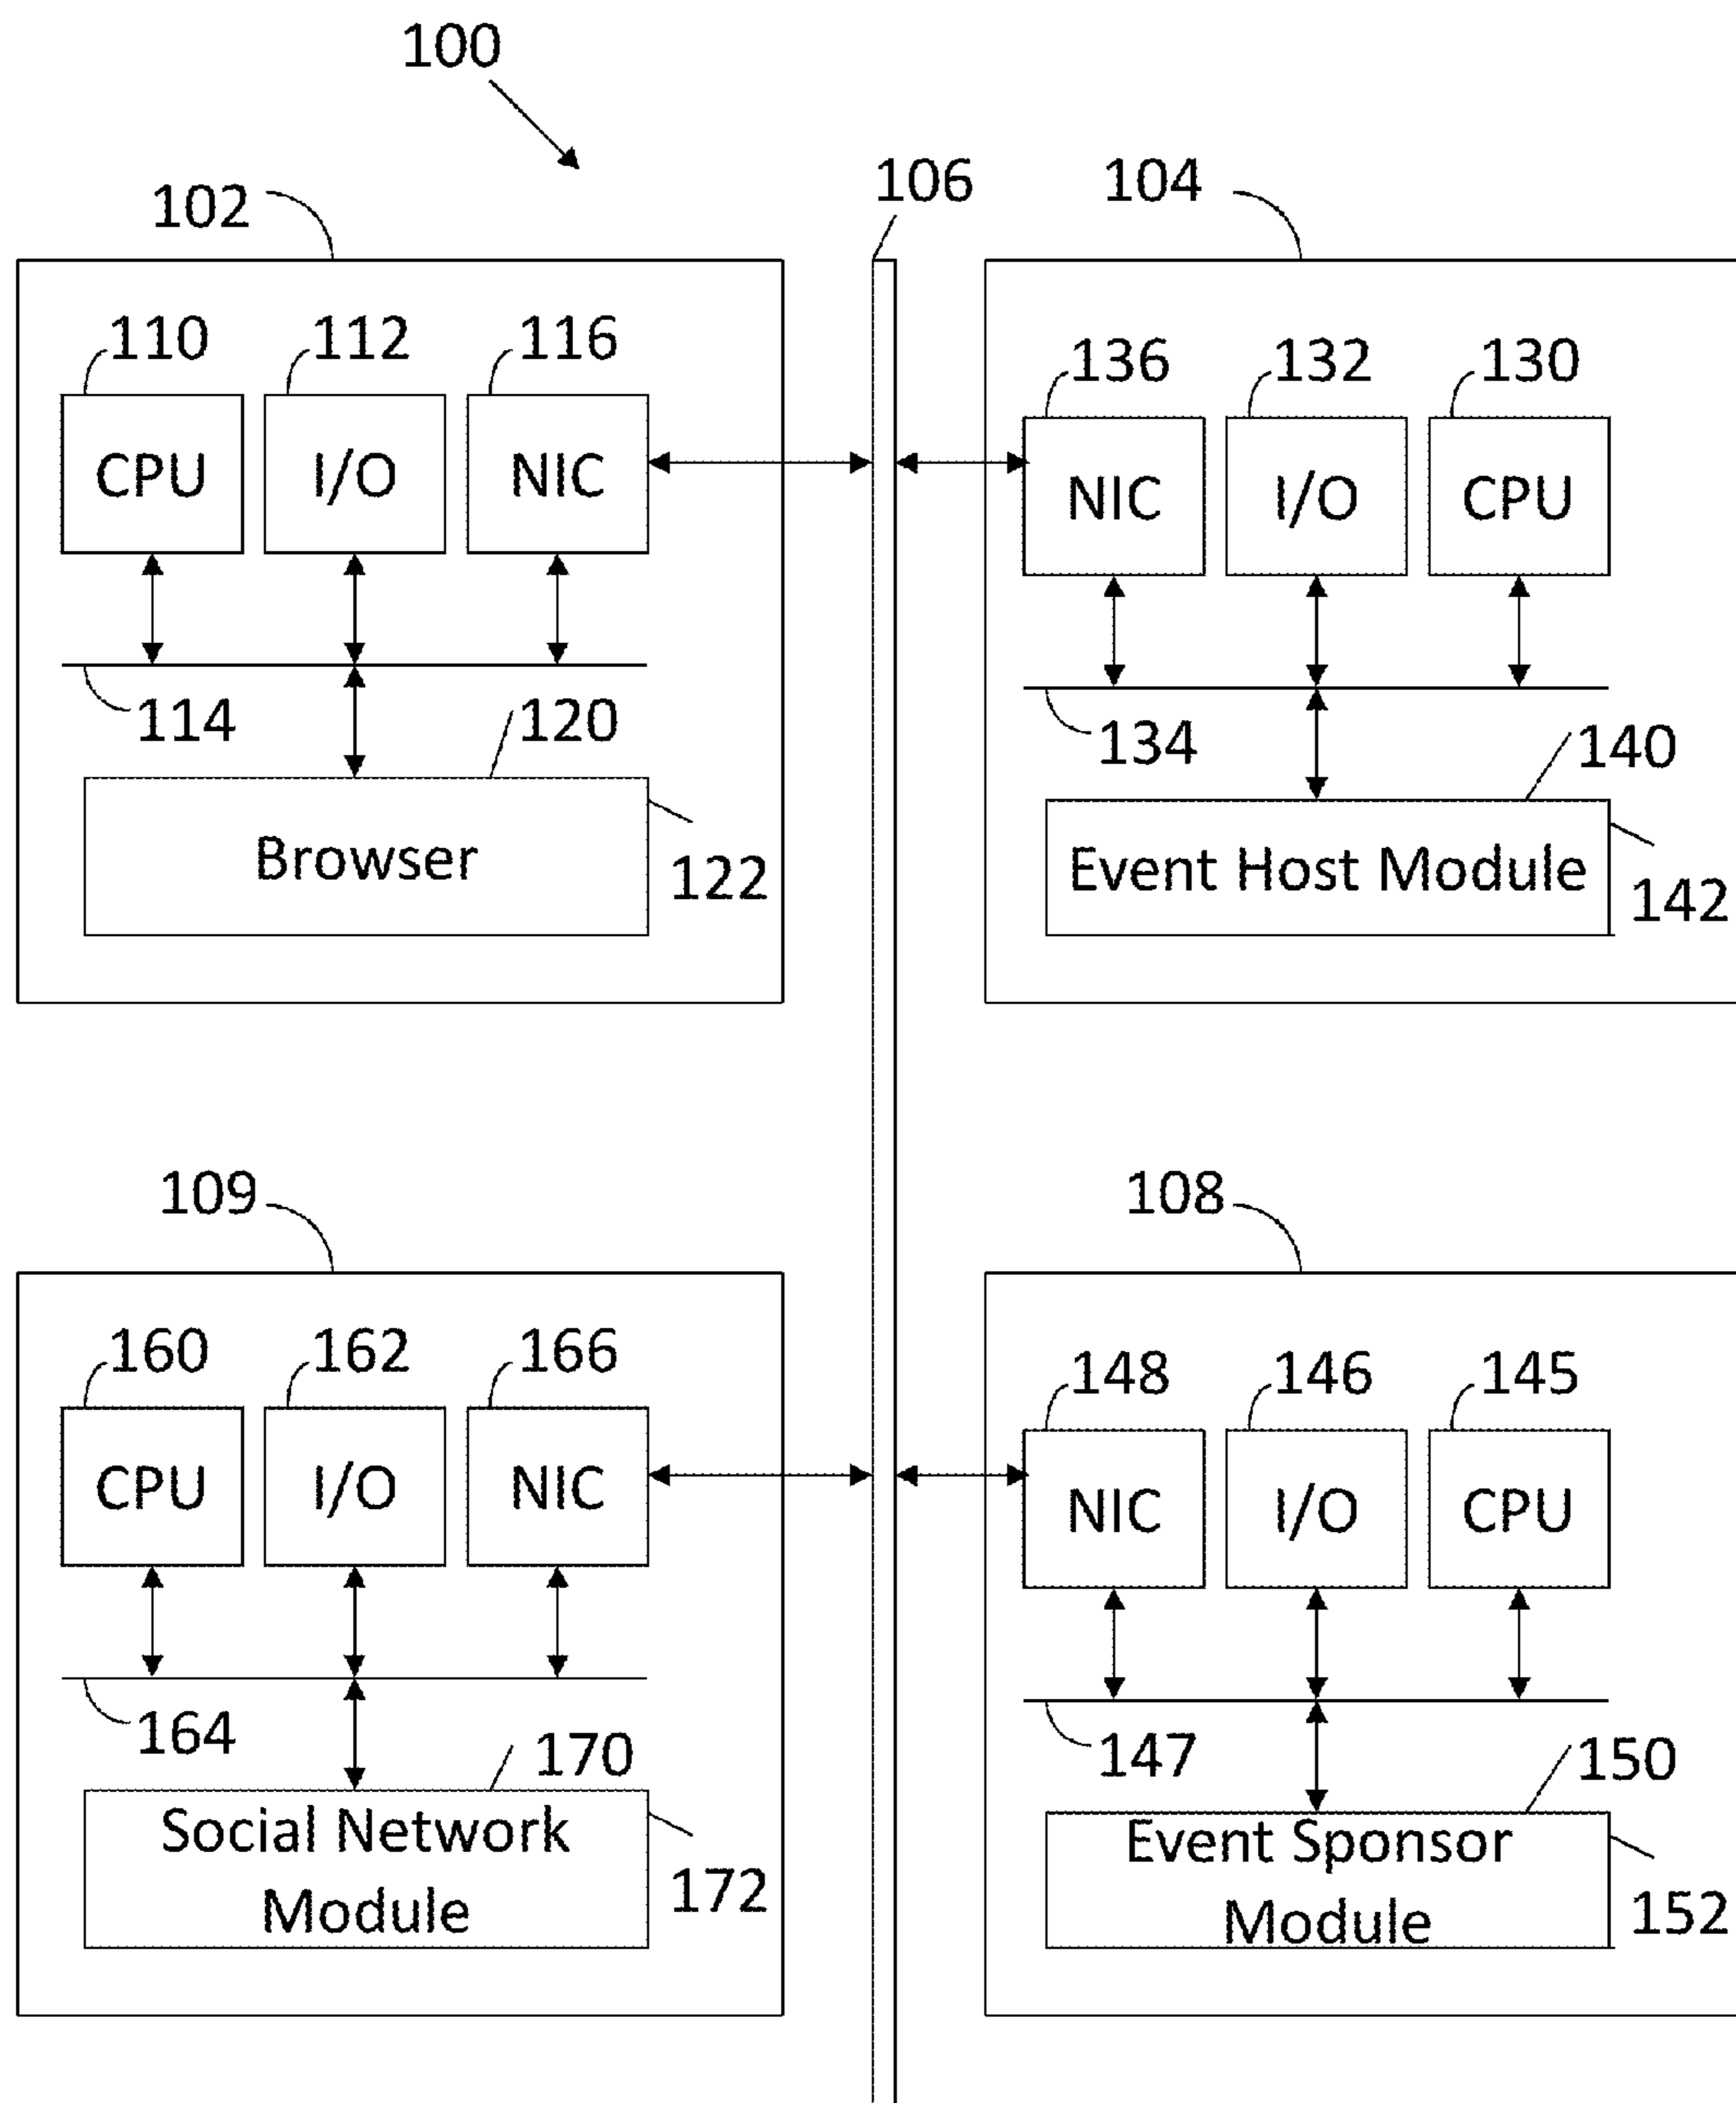 100
102
106
104
110
112
116
136
132
130
CPU
I/O
NIC
NIC
I/O
CPU
114
120
134
140
Browser
122
Event Host Module
142
109
108
160
162
166
148
146
145
CPU
I/O
NIC
NIC
I/O
CPU
164
170
147
150
Social Network
Module
172
Event Sponsor
Module
152